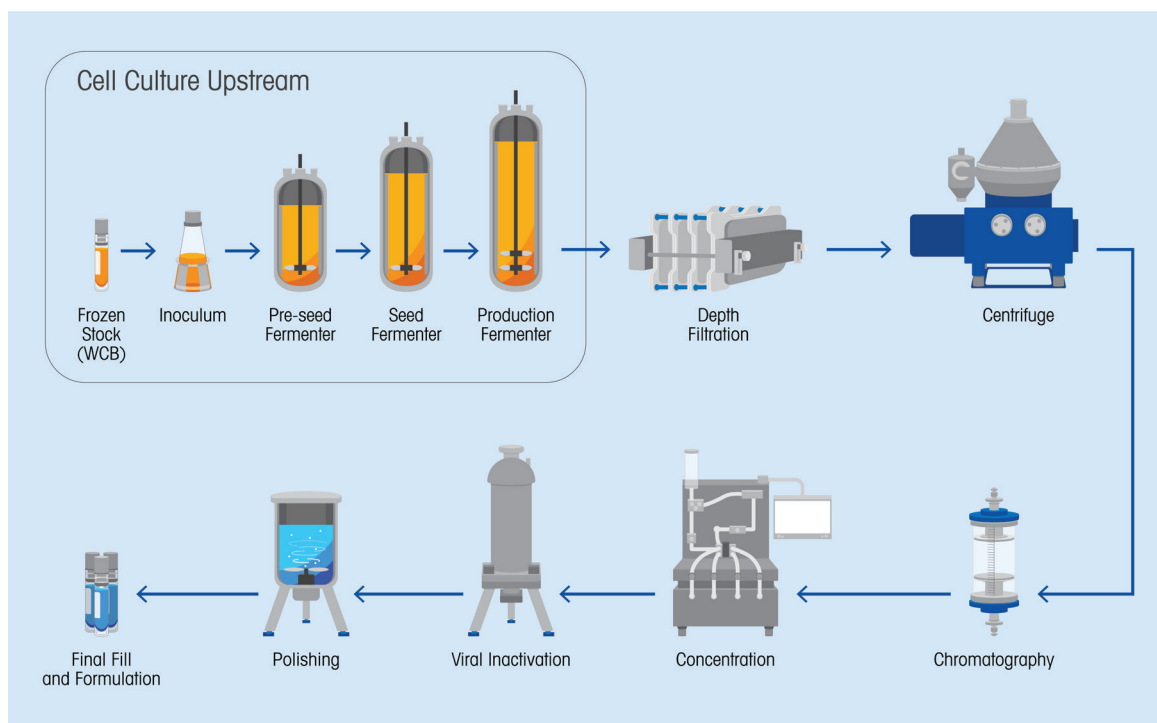 Cell Culture Upstream
Frozen
Stock
(WCB)
Inoculum
Pre-seed
Fermenter
Seed
Fermenter
Production
Fermenter
Depth
Filtration
Centrifuge
Final Fill
and Formulation
Polishing
Viral Inactivation
Concentration
Chromatography